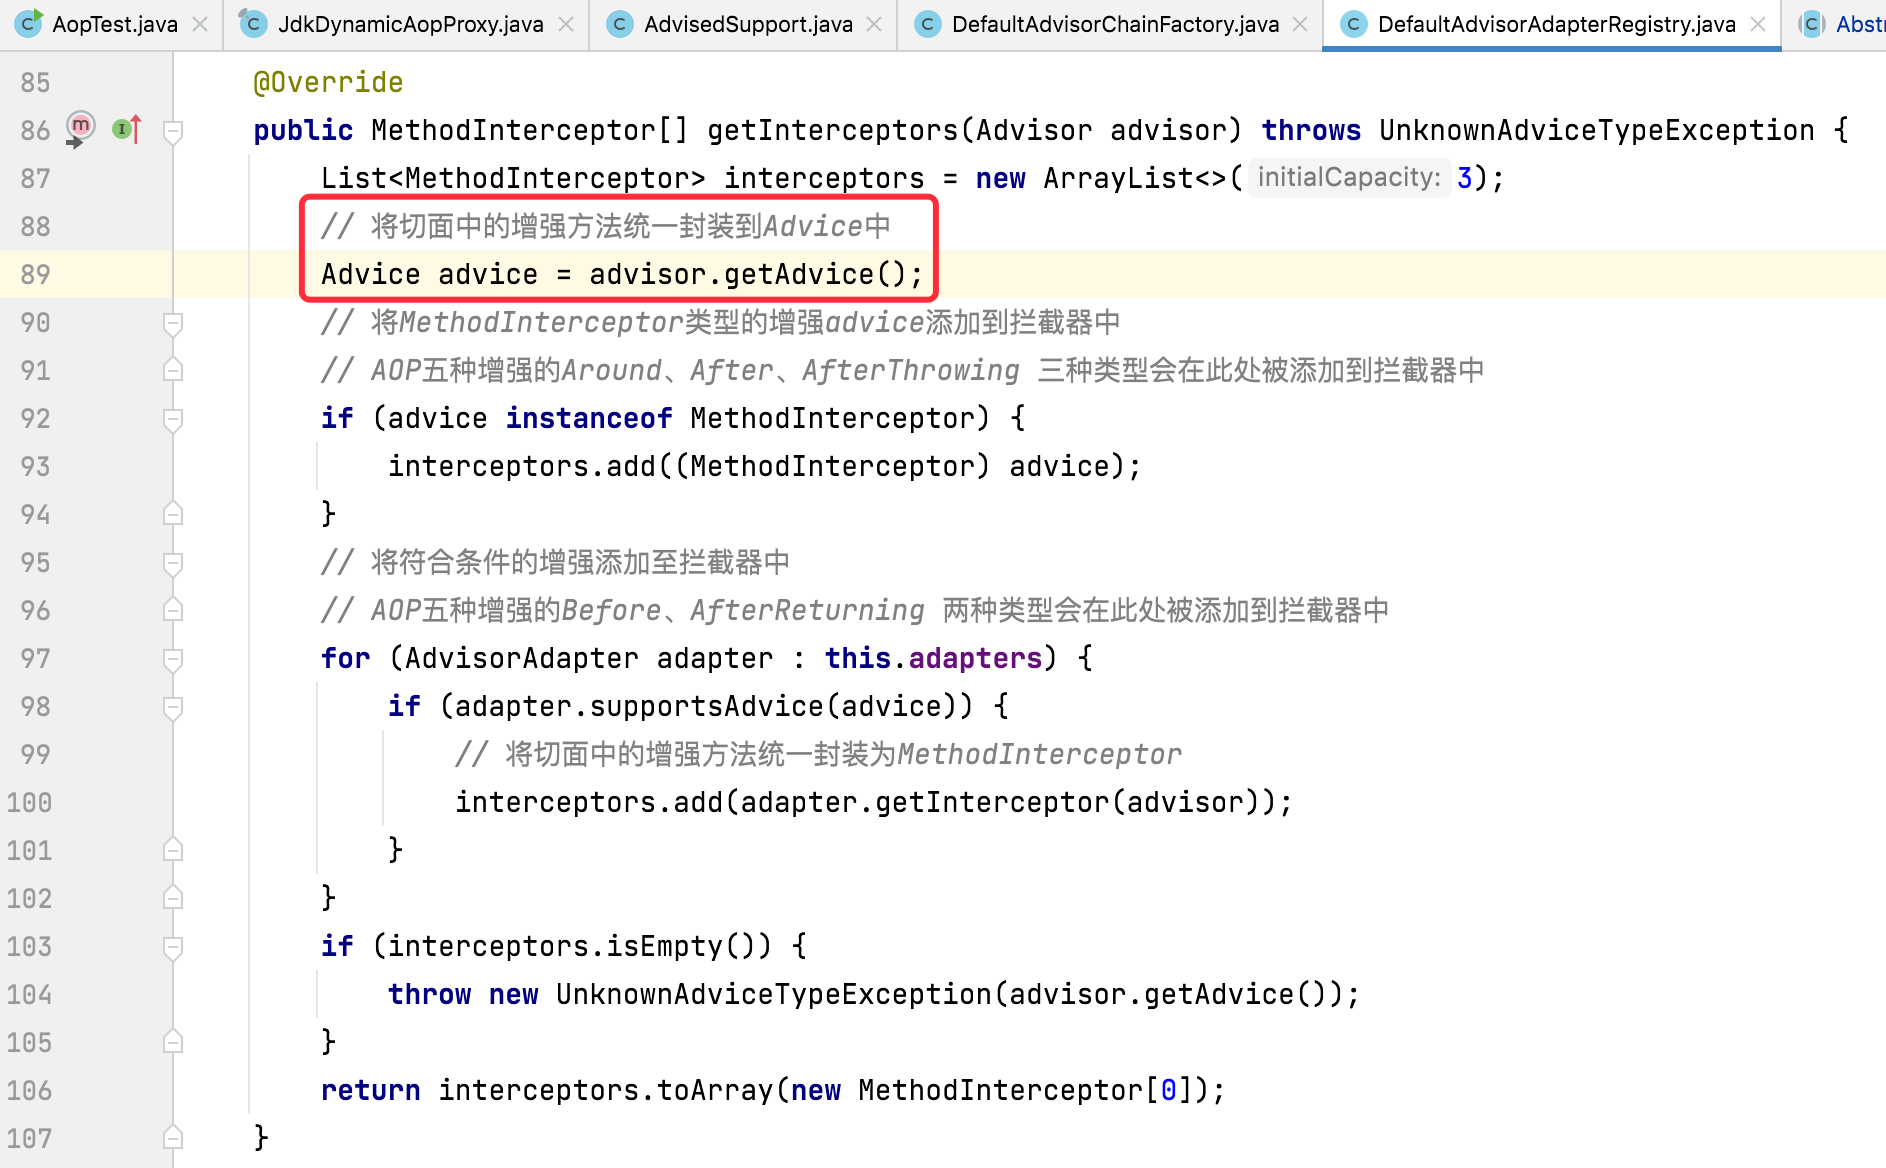 AopTest.java JdkDynamicAopProxy.java AdvisedSupport.java DefaultAdvisorChainFactory.java DefaultAdvisorAdapterRegistry.java Abst
85 @Override
86 public MethodInterceptor[] getInterceptors(Advisor advisor) throws UnknownAdviceTypeException {
87 List<MethodInterceptor> interceptors = new ArrayList<>( initialCapacity: 3);
88 // 将切面中的增强方法统一封装到Advice中
89 Advice advice = advisor.getAdvice();
90 // 将MethodInterceptor类型的增强advice添加到拦截器中
91 // AOP五种增强的Around、After、AfterThrowing 三种类型会在此处被添加到拦截器中
92 if (advice instanceof MethodInterceptor) {
93 interceptors.add((MethodInterceptor) advice);
94 }
95 // 将符合条件的增强添加至拦截器中
96 // AOP五种增强的Before、AfterReturning 两种类型会在此处被添加到拦截器中
97 for (AdvisorAdapter adapter : this.adapters) {
98 if (adapter.supportsAdvice(advice)) {
99 // 将切面中的增强方法统一封装为MethodInterceptor
100 interceptors.add(adapter.getInterceptor(advisor));
101 }
102 }
103 if (interceptors.isEmpty()) {
104 throw new UnknownAdviceTypeException(advisor.getAdvice());
105 }
106 return interceptors.toArray(new MethodInterceptor[0]);
107 }